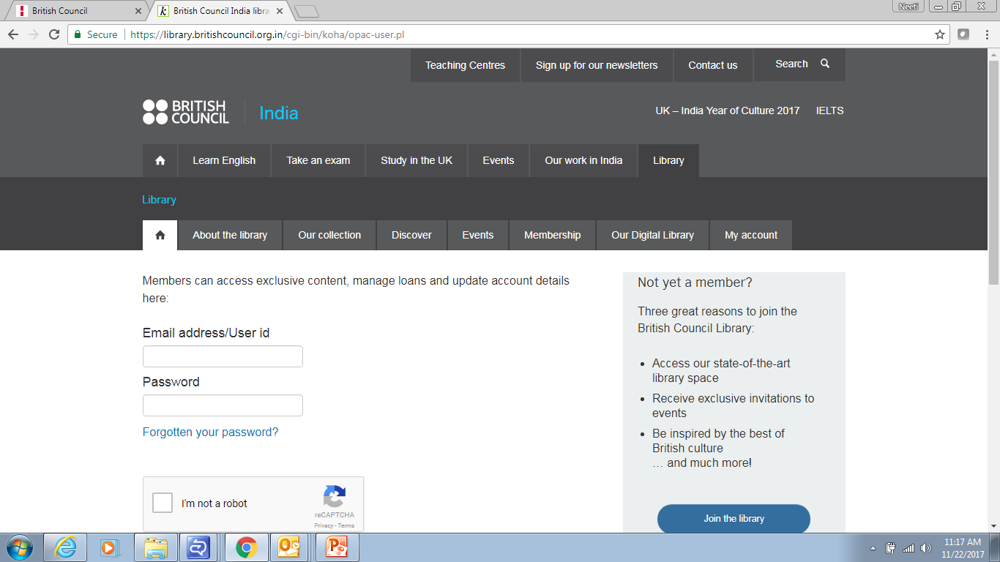 British Council
British Council India libra
Neeti
Secure
https://library.britishcouncil.org.in/cgi-bin/koha/opac-user.pl
Teaching Centres
Sign up for our newsletters
Contact us
Search
BRITISH
COUNCIL
India
UK – India Year of Culture 2017
IELTS
Learn English
Take an exam
Study in the UK
Events
Our work in India
Library
Library
About the library
Our collection
Discover
Events
Membership
Our Digital Library
My account
Members can access exclusive content, manage loans and update account details
here:
Email address/User id
Password
Forgotten your password?
I'm not a robot
reCAPTCHA
Privacy - Terms
Not yet a member?
Three great reasons to join the
British Council Library:
• Access our state-of-the-art
library space
• Receive exclusive invitations to
events
• Be inspired by the best of
British culture
… and much more!
Join the library
11:17 AM
11/22/2017